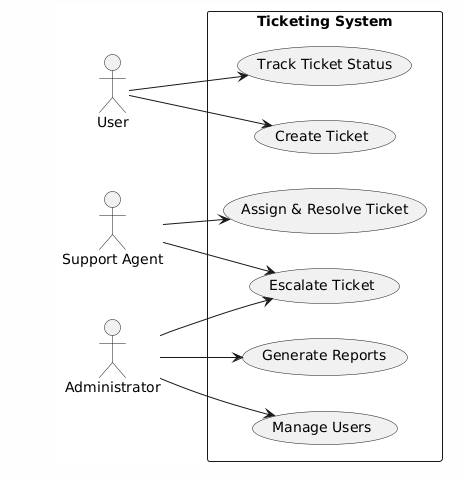 Ticketing System
Track Ticket Status
User
Create Ticket
Assign & Resolve Ticket
Support Agent
Escalate Ticket
Generate Reports
Administrator
Manage Users